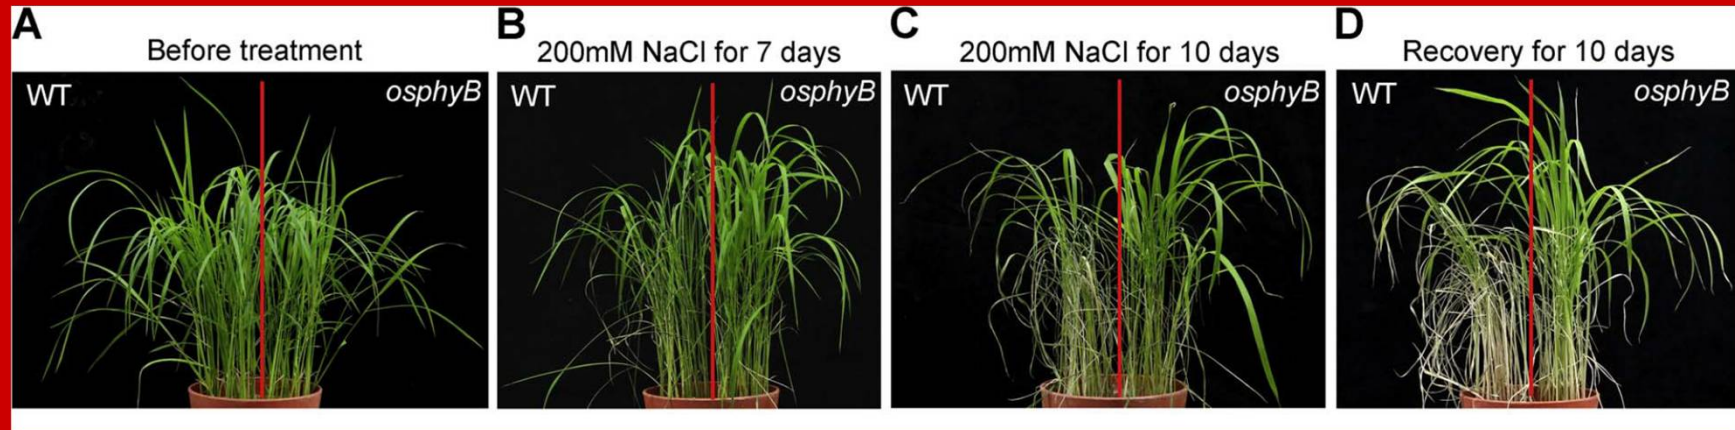 A
Before treatment
WT
osphyB
B
200mM NaCl for 7 days
WT
osphyB
C
200mM NaCl for 10 days
WT
osphyB
D
Recovery for 10 days
WT
osphyB